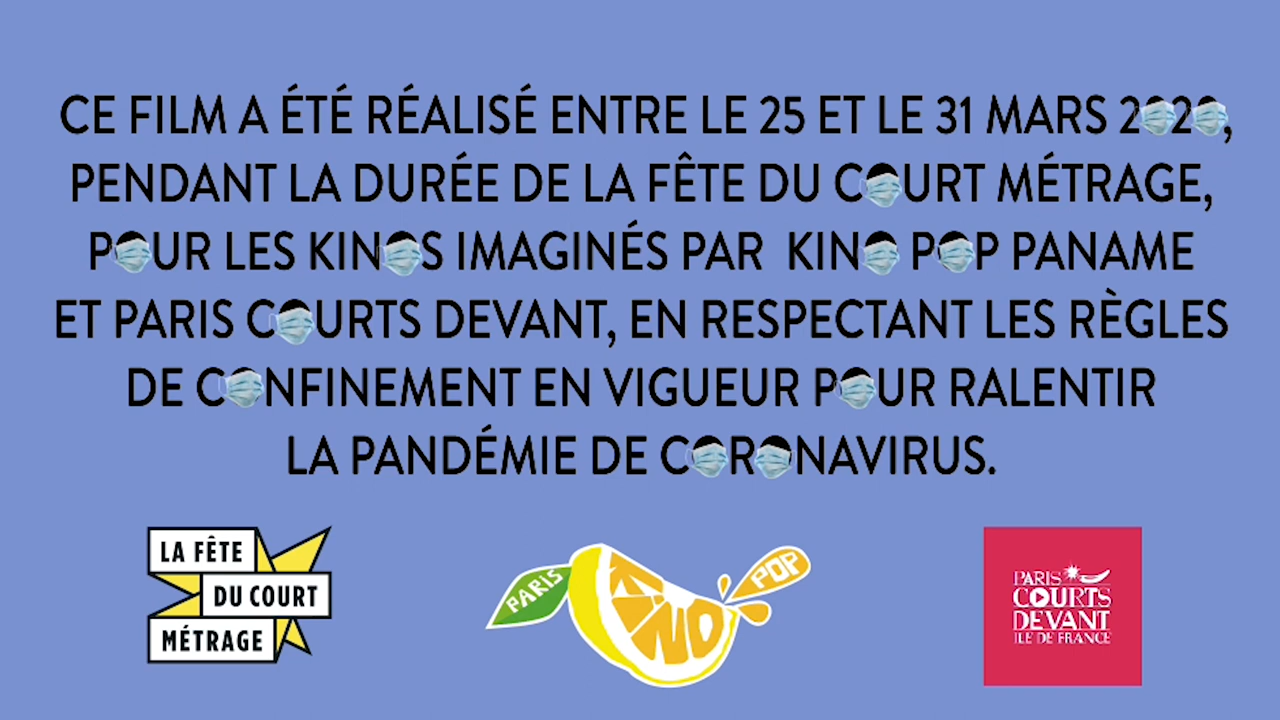 CE FILM A ÉTÉ RÉALISÉ ENTRE LE 25 ET LE 31 MARS 2020,
PENDANT LA DURÉE DE LA FÊTE DU COURT MÉTRAGE,
POUR LES KINOS IMAGINÉS PAR KINO POP PANAME
ET PARIS COURTS DEVANT, EN RESPECTANT LES RÈGLES
DE CONFINEMENT EN VIGUEUR POUR RALENTIR
LA PANDÉMIE DE CORONAVIRUS.
LA FÊTE
DU COURT
MÉTRAGE
PARIS
KINO
POP
PARIS
COURTS
DEVANT
ILE DE FRANCE